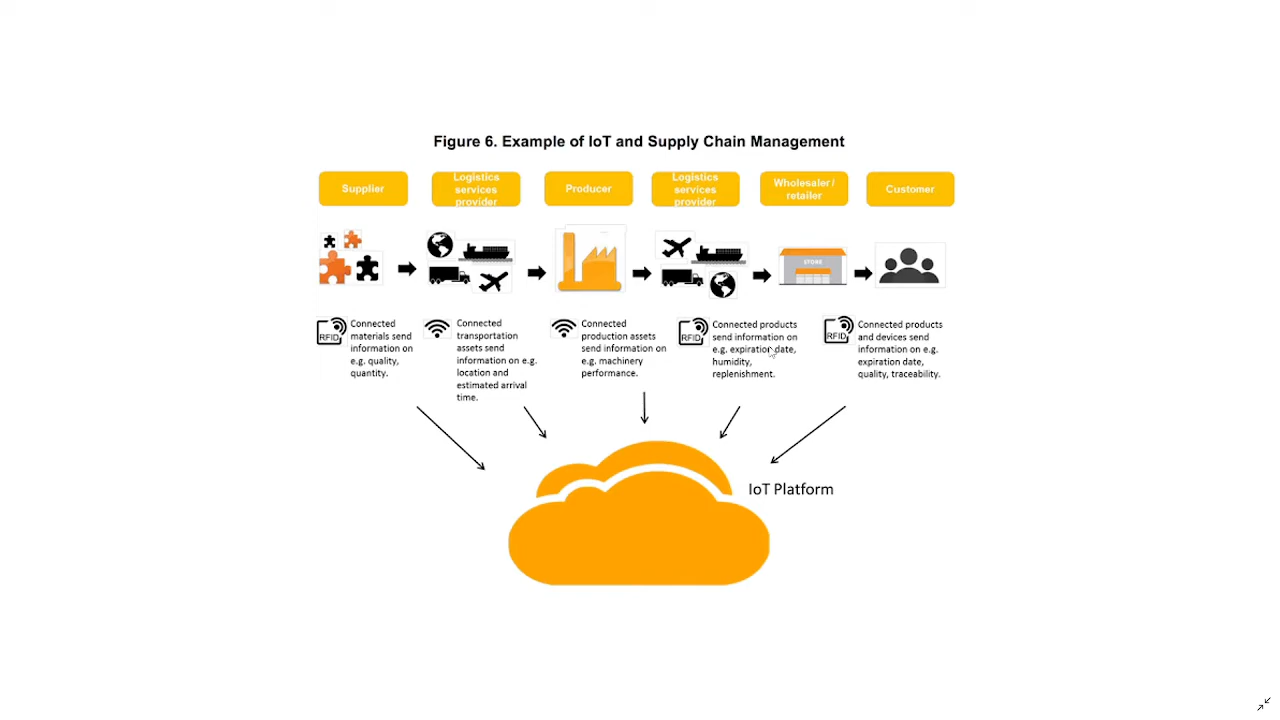 Figure 6. Example of IoT and Supply Chain Management
Supplier
Logistics
services
provider
Producer
Logistics
services
provider
Wholesaler /
retailer
Customer
STORE
RFID
Connected
materials send
information on
e.g. quality,
quantity.
Connected
transportation
assets send
information on e.g.
location and
estimated arrival
time.
Connected
production assets
send information on
e.g. machinery
performance.
RFID
Connected products
send information on
e.g. expiration date,
humidity,
replenishment.
RFID
Connected products
and devices send
information on e.g.
expiration date,
quality, traceability.
IoT Platform